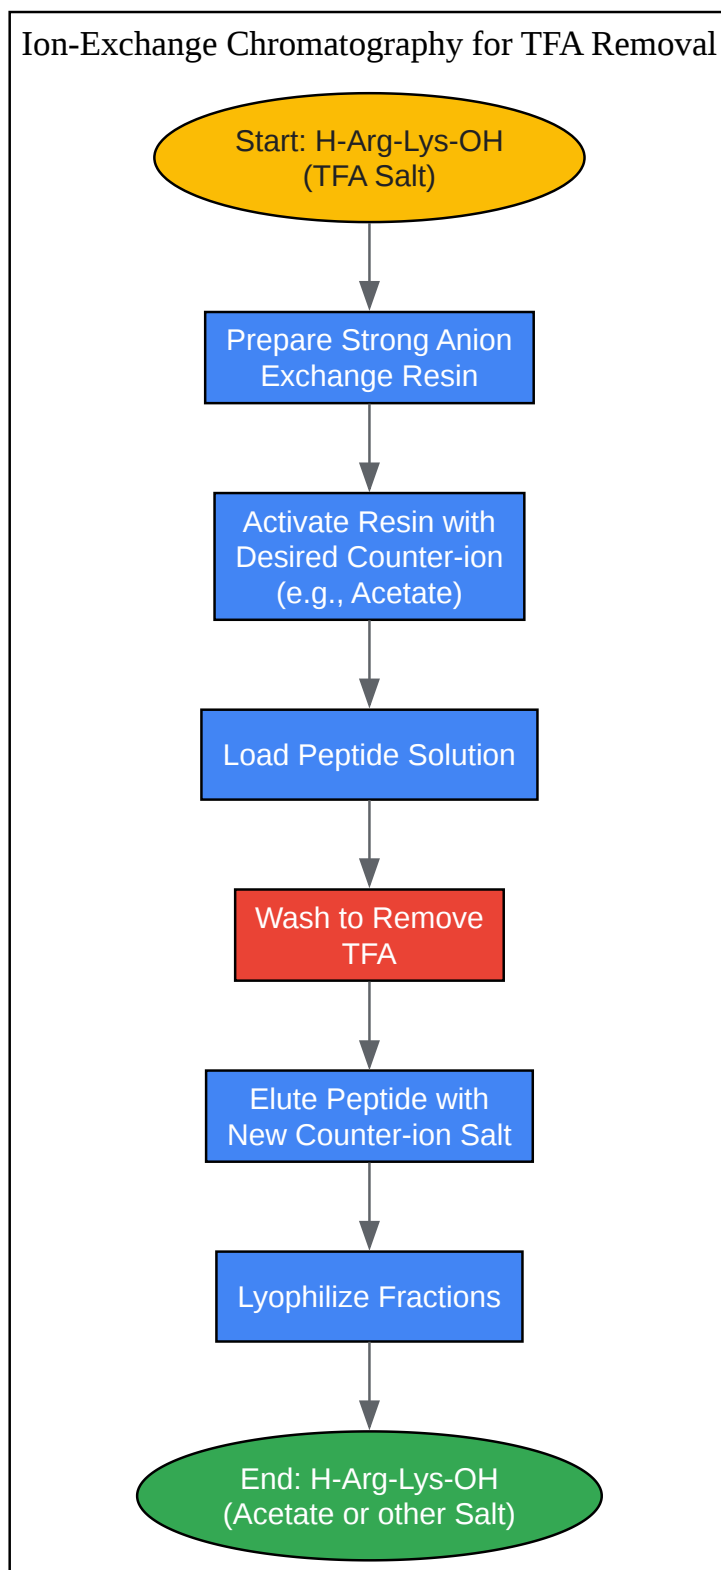 Ion-Exchange Chromatography for TFA Removal
Start: H-Arg-Lys-OH
(TFA Salt)
Prepare Strong Anion
Exchange Resin
Activate Resin with
Desired Counter-ion
(e.g., Acetate)
Load Peptide Solution
Wash to Remove
TFA
Elute Peptide with
New Counter-ion Salt
Lyophilize Fractions
End: H-Arg-Lys-OH
(Acetate or other Salt)